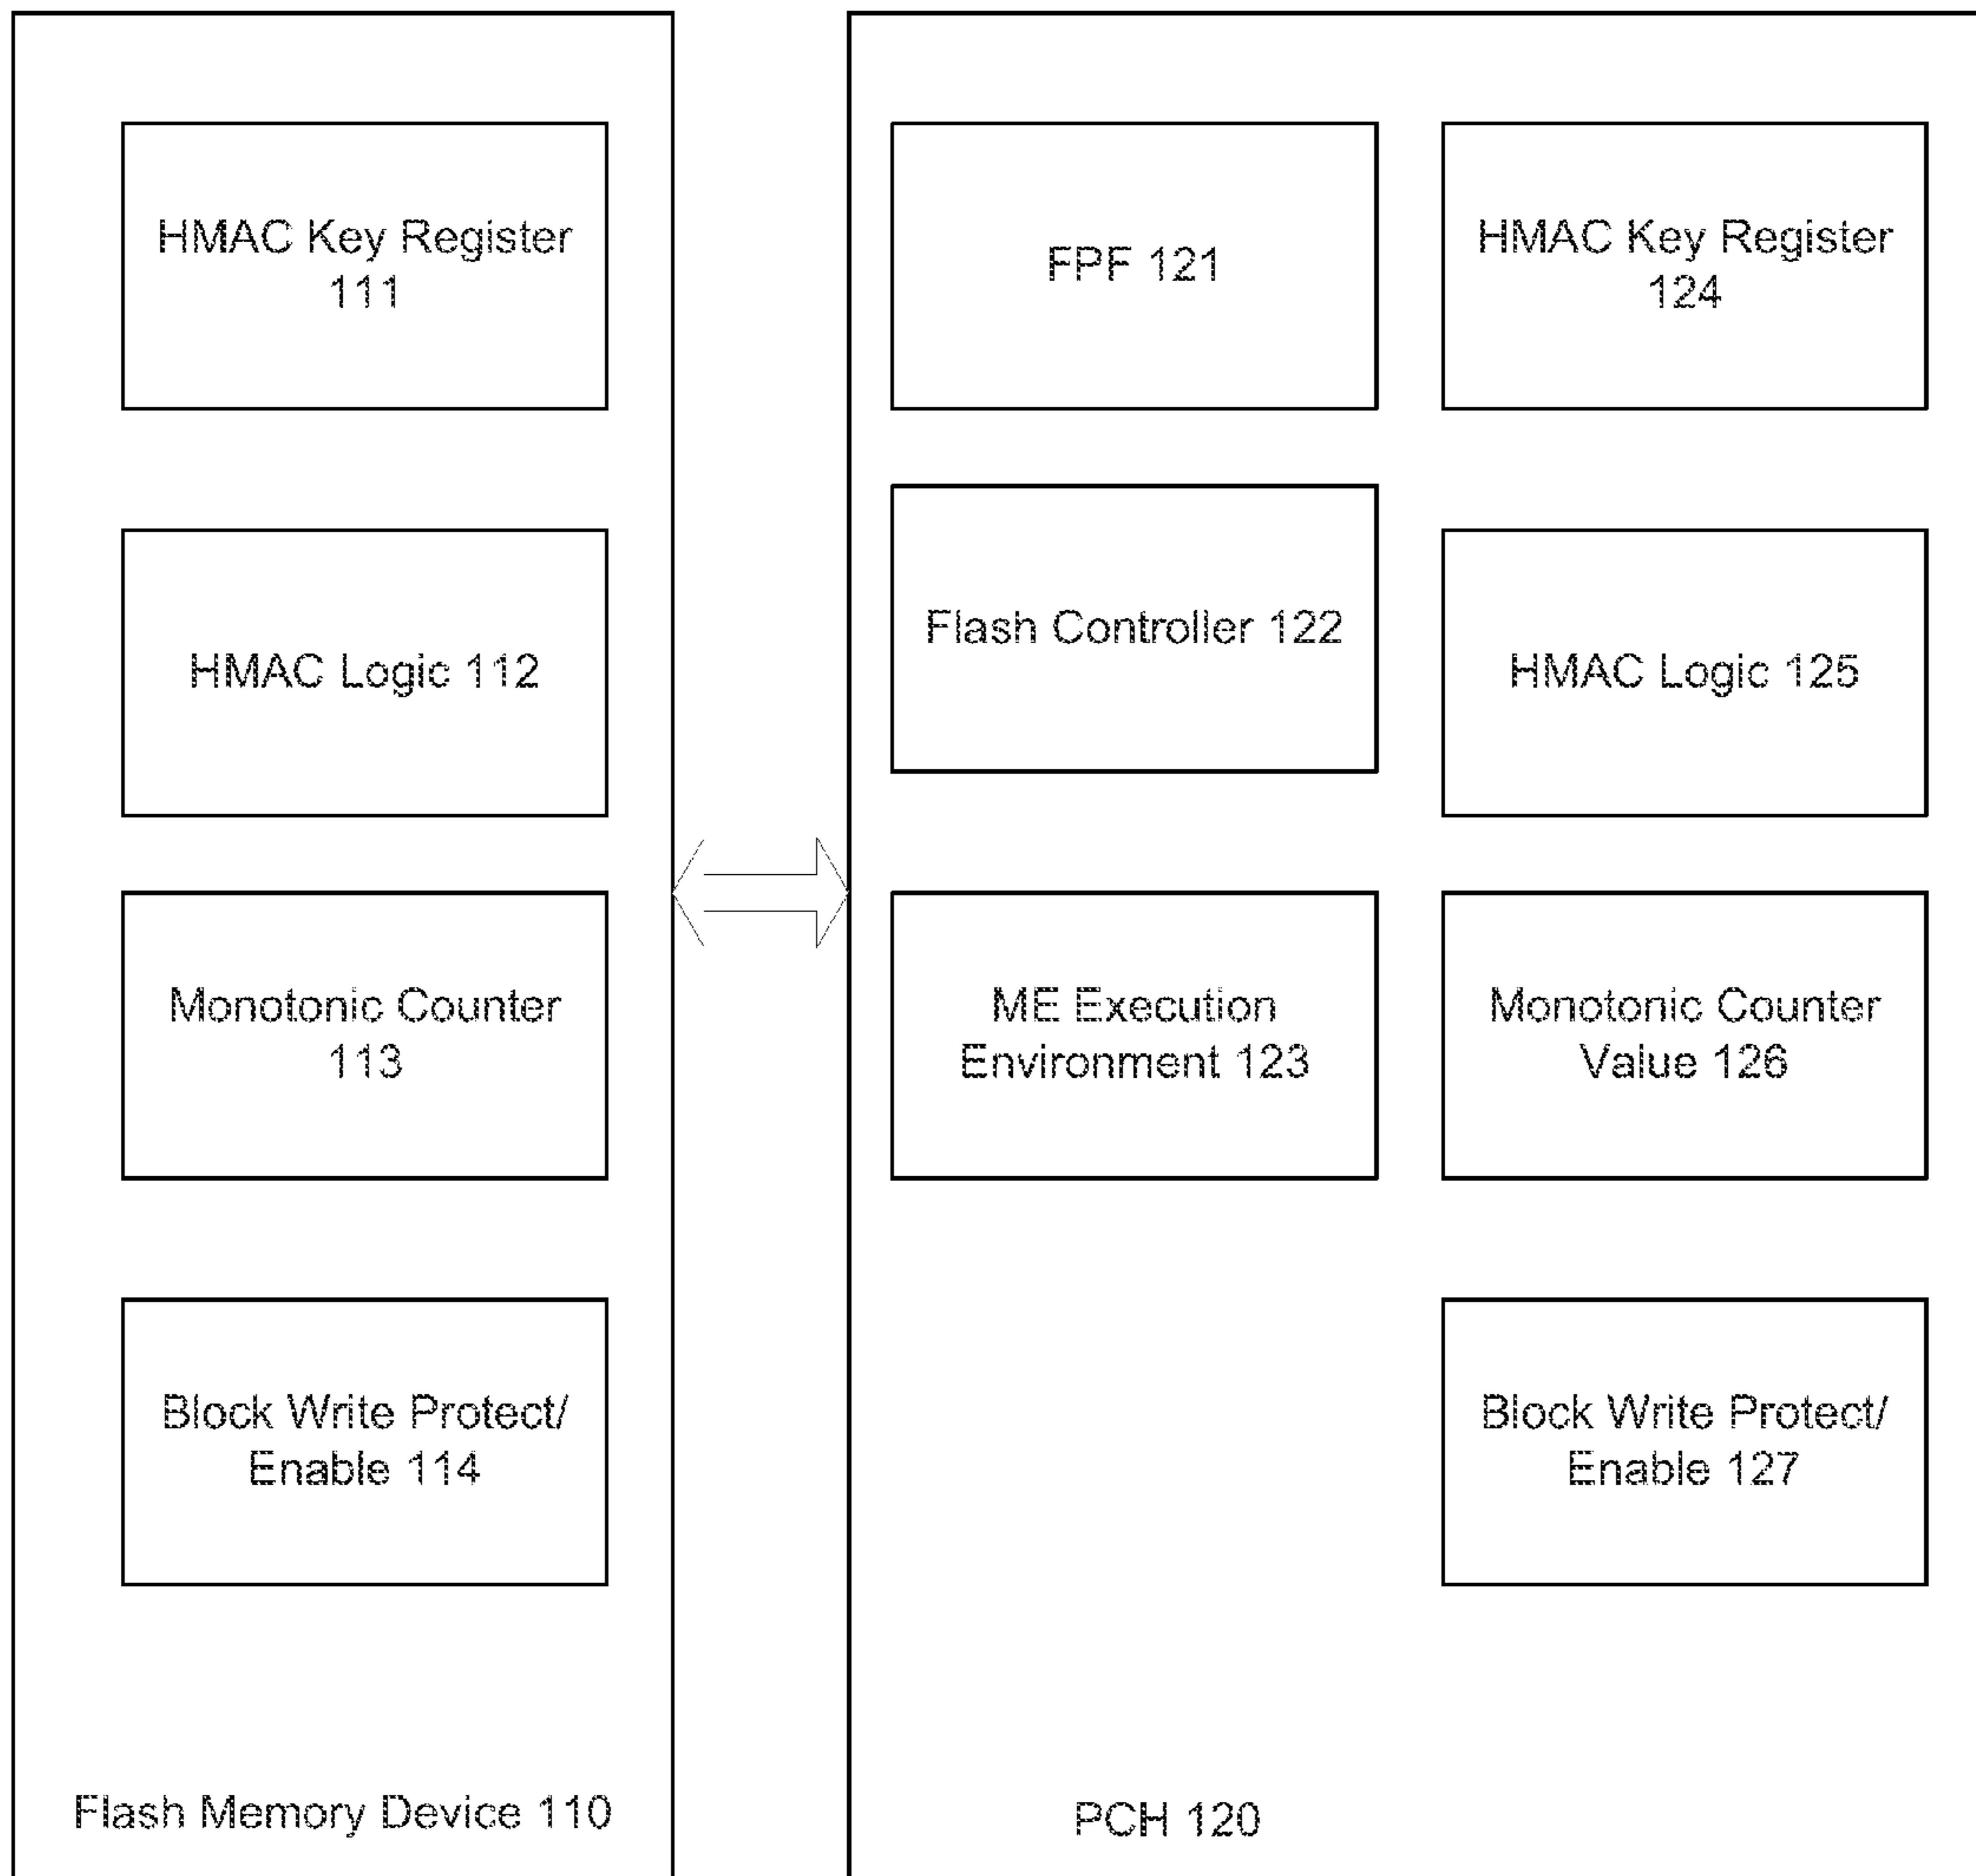 HMAC Key Register
111
HMAC Logic 112
Monotonic Counter
113
Block Write Protect/
Enable 114
Flash Memory Device 110
FPF 121
Flash Controller 122
ME Execution
Environment 123
HMAC Key Register
124
HMAC Logic 125
Monotonic Counter
Value 126
Block Write Protect/
Enable 127
PCH 120